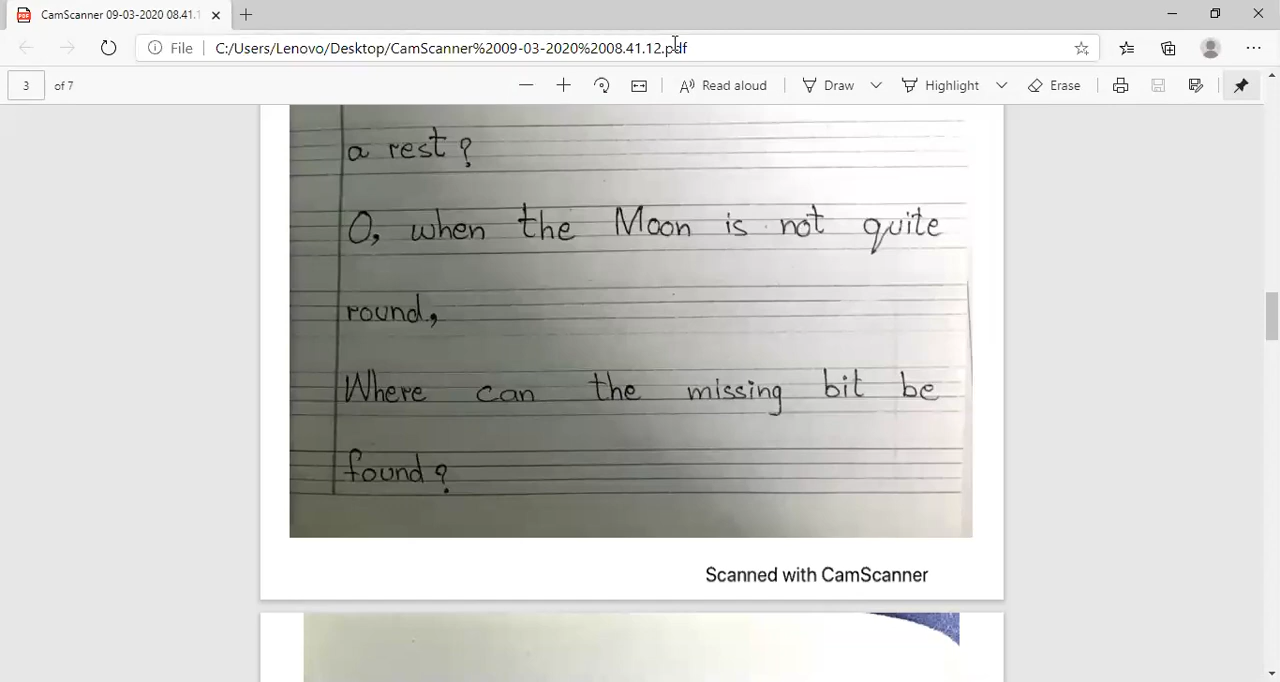 CamScanner 09-03-2020 08.41.1
File C:/Users/Lenovo/Desktop/CamScanner%2009-03-2020%2008.41.12.pdf
3 of 7 Read aloud Draw Highlight Erase
a rest?
O, when the Moon is not quite
round,
Where can the missing bit be
found?
Scanned with CamScanner